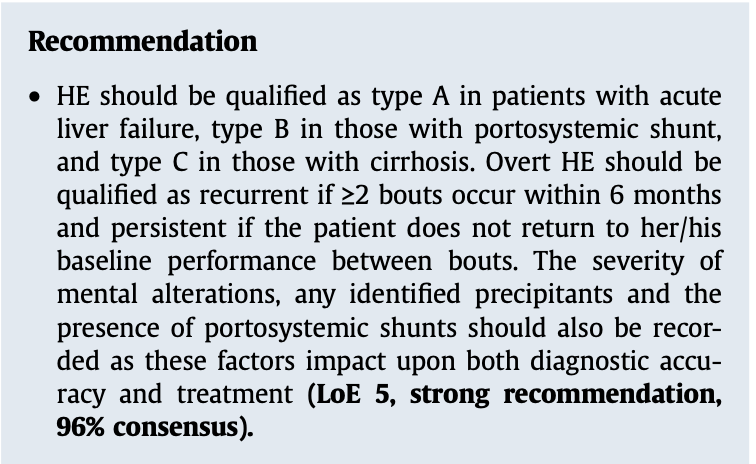 Recommendation
• HE should be qualified as type A in patients with acute
liver failure, type B in those with portosystemic shunt,
and type C in those with cirrhosis. Overt HE should be
qualified as recurrent if ≥2 bouts occur within 6 months
and persistent if the patient does not return to her/his
baseline performance between bouts. The severity of
mental alterations, any identified precipitants and the
presence of portosystemic shunts should also be recor-
ded as these factors impact upon both diagnostic accu-
racy and treatment (LoE 5, strong recommendation,
96% consensus).